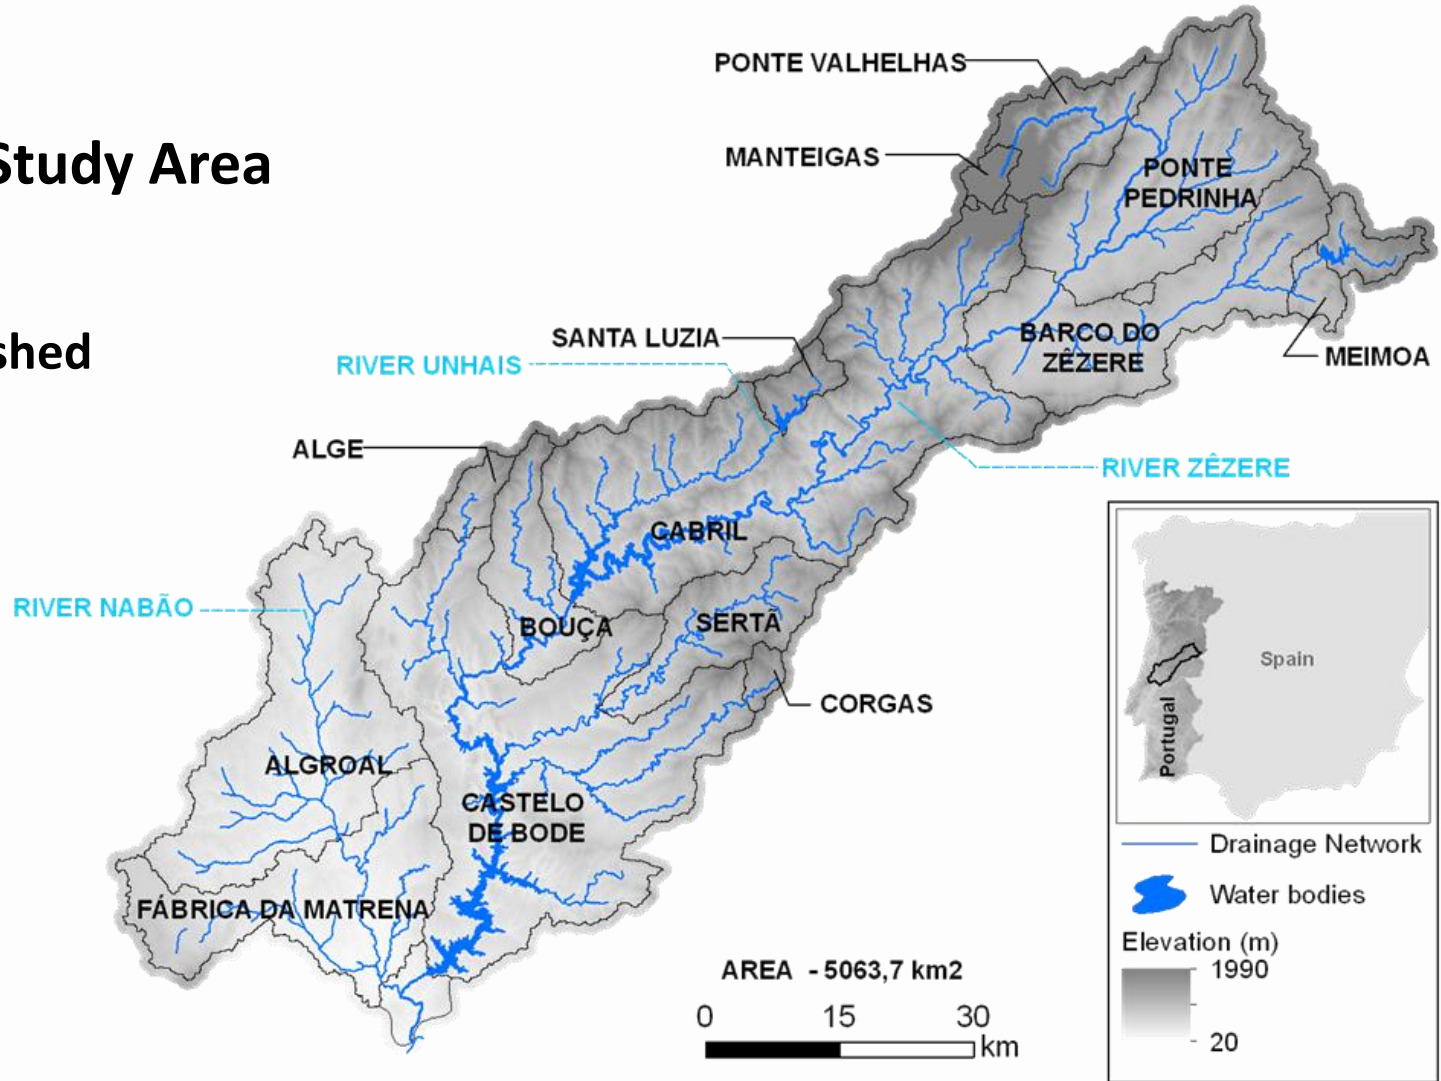 Study Area
shed
PONTE VALHELHAS
MANTEIGAS
PONTE
PEDRINHA
SANTA LUZIA
RIVER UNHAIS
BARCO DO
ZÊZERE
MEIMOA
ALGE
RIVER ZÊZERE
CABRIL
RIVER NABÃO
BOUÇA
SERTÃ
CORGAS
ALGROAL
CASTELO
DE BODE
FÁBRICA DA MATRENA
AREA - 5063,7 km2
0 15 30
km
Spain
Portugal
Drainage Network
Water bodies
Elevation (m)
1990
20